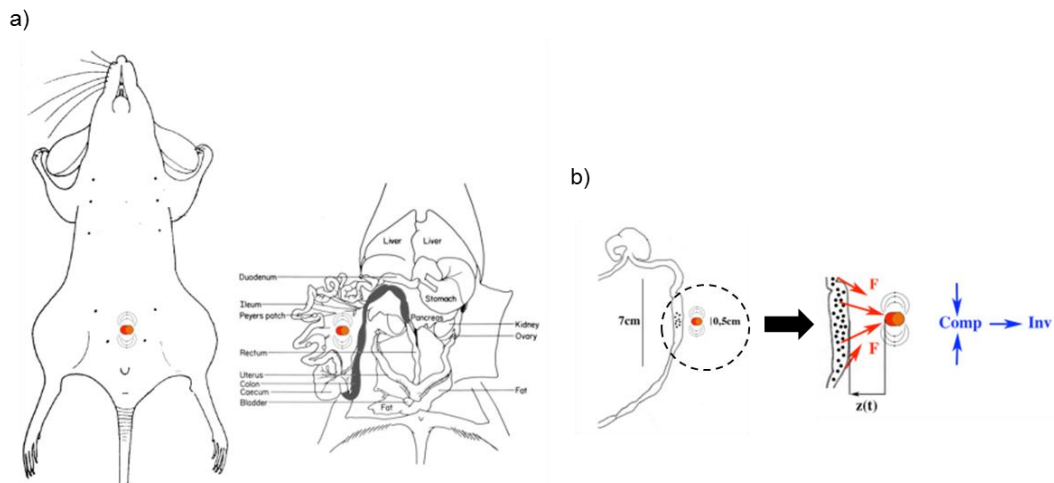 a)
Liver
Liver
Duodenum
Stomach
Ileum
Peyers patch
Pancreas
Kidney
Ovary
Rectum
Uterus
Colon
Caecum
Bladder
Fat
Fat
b)
7cm
0,5cm
F
F
z(t)
Comp
Inv